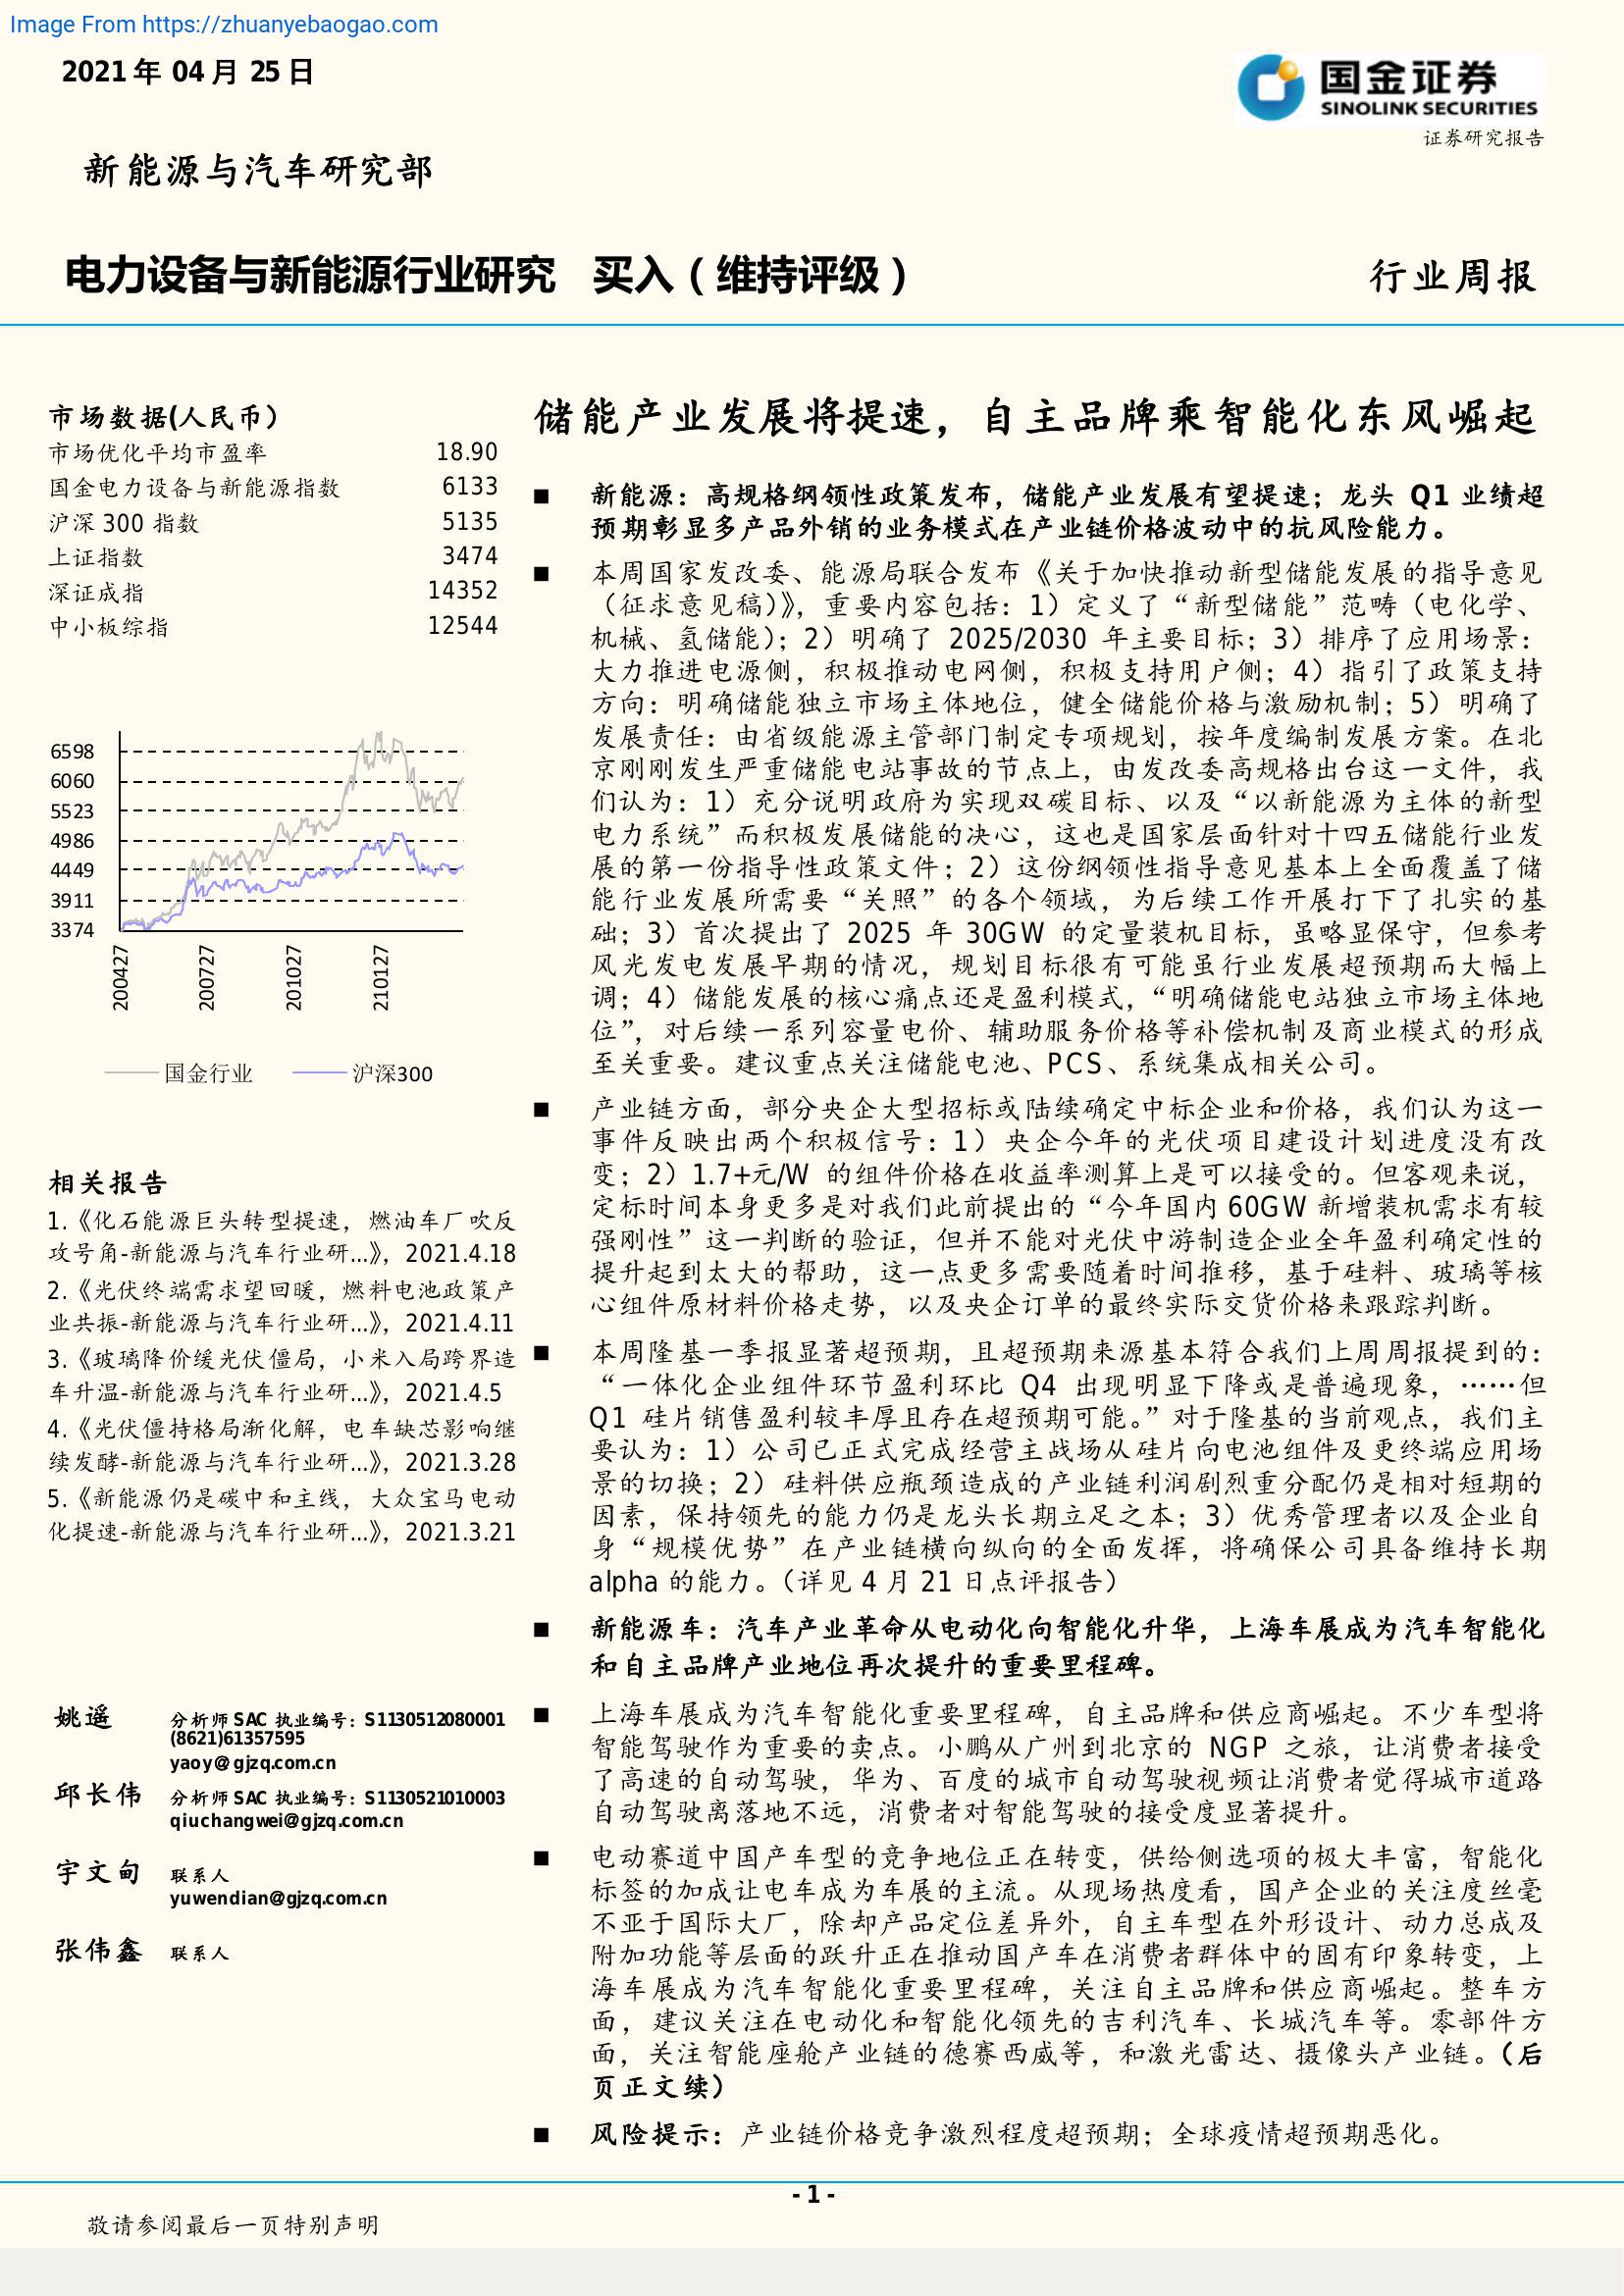 Image From https://zhuanyebaogao.com
2021 年 04 月 25 日
国金证券
SINOLINK SECURITIES
证券研究报告
新能源与汽车研究部
电力设备与新能源行业研究 买入（维持评级）
行业周报
市场数据(人民币）
市场优化平均市盈率 18.90
国金电力设备与新能源指数 6133
沪深 300 指数 5135
上证指数 3474
深证成指 14352
中小板综指 12544
6598
6060
5523
4986
4449
3911
3374
200427
200727
201027
210127
国金行业 沪深300
相关报告
1.《化石能源巨头转型提速，燃油车厂吹反
攻号角-新能源与汽车行业研...》，2021.4.18
2.《光伏终端需求望回暖，燃料电池政策产
业共振-新能源与汽车行业研...》，2021.4.11
3.《玻璃降价缓光伏僵局，小米入局跨界造
车升温-新能源与汽车行业研...》，2021.4.5
4.《光伏僵持格局渐化解，电车缺芯影响继
续发酵-新能源与汽车行业研...》，2021.3.28
5.《新能源仍是碳中和主线，大众宝马电动
化提速-新能源与汽车行业研...》，2021.3.21
姚遥 分析师 SAC 执业编号：S1130512080001
(8621)61357595
yaoy＠gjzq.com.cn
邱长伟 分析师 SAC 执业编号：S1130521010003
qiuchangwei@gjzq.com.cn
宇文甸 联系人
yuwendian@gjzq.com.cn
张伟鑫 联系人
储能产业发展将提速，自主品牌乘智能化东风崛起
■ 新能源：高规格纲领性政策发布，储能产业发展有望提速；龙头 Q1 业绩超
预期彰显多产品外销的业务模式在产业链价格波动中的抗风险能力。
■ 本周国家发改委、能源局联合发布《关于加快推动新型储能发展的指导意见
（征求意见稿）》，重要内容包括：1）定义了“新型储能”范畴（电化学、
机械、氢储能）；2）明确了 2025/2030 年主要目标；3）排序了应用场景：
大力推进电源侧，积极推动电网侧，积极支持用户侧；4）指引了政策支持
方向：明确储能独立市场主体地位，健全储能价格与激励机制；5）明确了
发展责任：由省级能源主管部门制定专项规划，按年度编制发展方案。在北
京刚刚发生严重储能电站事故的节点上，由发改委高规格出台这一文件，我
们认为：1）充分说明政府为实现双碳目标、以及“以新能源为主体的新型
电力系统”而积极发展储能的决心，这也是国家层面针对十四五储能行业发
展的第一份指导性政策文件；2）这份纲领性指导意见基本上全面覆盖了储
能行业发展所需要“关照”的各个领域，为后续工作开展打下了扎实的基
础；3）首次提出了 2025 年 30GW 的定量装机目标，虽略显保守，但参考
风光发电发展早期的情况，规划目标很有可能虽行业发展超预期而大幅上
调；4）储能发展的核心痛点还是盈利模式，“明确储能电站独立市场主体地
位”，对后续一系列容量电价、辅助服务价格等补偿机制及商业模式的形成
至关重要。建议重点关注储能电池、PCS、系统集成相关公司。
■ 产业链方面，部分央企大型招标或陆续确定中标企业和价格，我们认为这一
事件反映出两个积极信号：1）央企今年的光伏项目建设计划进度没有改
变；2）1.7+元/W 的组件价格在收益率测算上是可以接受的。但客观来说，
定标时间本身更多是对我们此前提出的“今年国内 60GW 新增装机需求有较
强刚性”这一判断的验证，但并不能对光伏中游制造企业全年盈利确定性的
提升起到太大的帮助，这一点更多需要随着时间推移，基于硅料、玻璃等核
心组件原材料价格走势，以及央企订单的最终实际交货价格来跟踪判断。
■ 本周隆基一季报显著超预期，且超预期来源基本符合我们上周周报提到的：
“一体化企业组件环节盈利环比 Q4 出现明显下降或是普遍现象，……但
Q1 硅片销售盈利较丰厚且存在超预期可能。”对于隆基的当前观点，我们主
要认为：1）公司已正式完成经营主战场从硅片向电池组件及更终端应用场
景的切换；2）硅料供应瓶颈造成的产业链利润剧烈重分配仍是相对短期的
因素，保持领先的能力仍是龙头长期立足之本；3）优秀管理者以及企业自
身“规模优势”在产业链横向纵向的全面发挥，将确保公司具备维持长期
alpha 的能力。（详见 4 月 21 日点评报告）
■ 新能源车：汽车产业革命从电动化向智能化升华，上海车展成为汽车智能化
和自主品牌产业地位再次提升的重要里程碑。
■ 上海车展成为汽车智能化重要里程碑，自主品牌和供应商崛起。不少车型将
智能驾驶作为重要的卖点。小鹏从广州到北京的 NGP 之旅，让消费者接受
了高速的自动驾驶，华为、百度的城市自动驾驶视频让消费者觉得城市道路
自动驾驶离落地不远，消费者对智能驾驶的接受度显著提升。
■ 电动赛道中国产车型的竞争地位正在转变，供给侧选项的极大丰富，智能化
标签的加成让电车成为车展的主流。从现场热度看，国产企业的关注度丝毫
不亚于国际大厂，除却产品定位差异外，自主车型在外形设计、动力总成及
附加功能等层面的跃升正在推动国产车在消费者群体中的固有印象转变，上
海车展成为汽车智能化重要里程碑，关注自主品牌和供应商崛起。整车方
面，建议关注在电动化和智能化领先的吉利汽车、长城汽车等。零部件方
面，关注智能座舱产业链的德赛西威等，和激光雷达、摄像头产业链。（后
页正文续）
■ 风险提示：产业链价格竞争激烈程度超预期；全球疫情超预期恶化。
- 1 -
敬请参阅最后一页特别声明